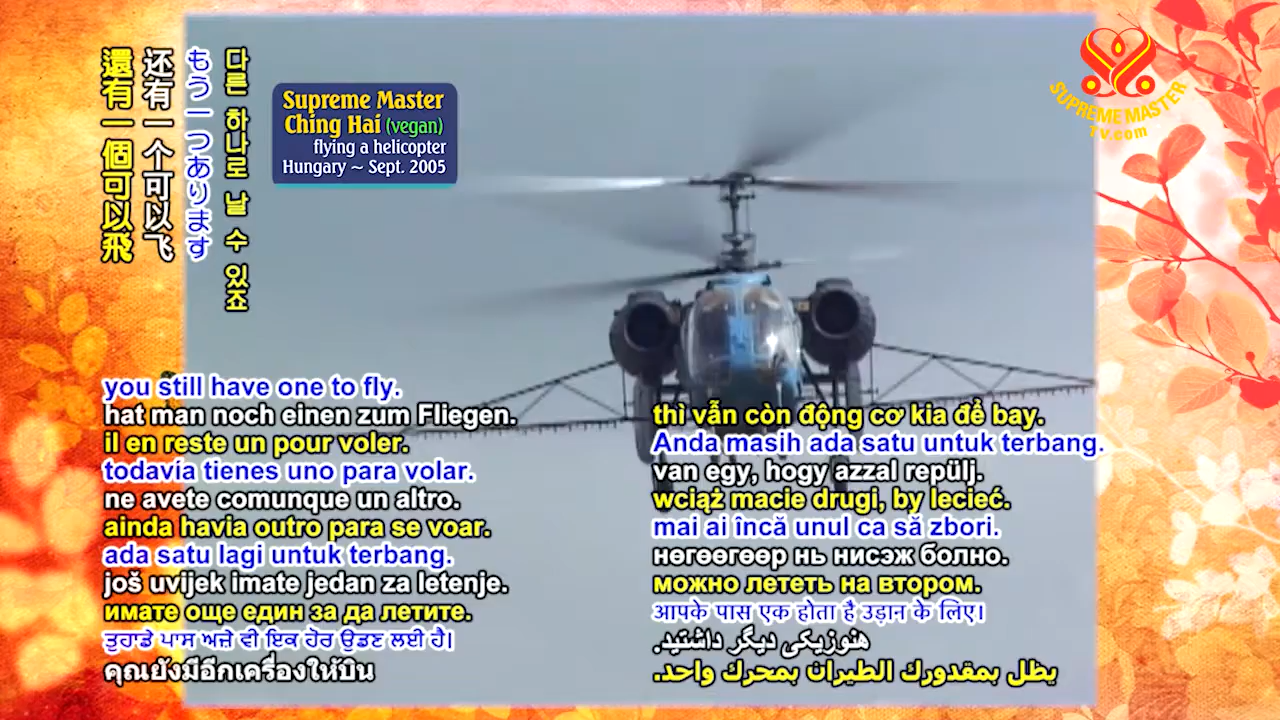 還有一個可以飛
还有一个可以飞
もう一つあります
다른 하나로 날 수 있죠
Supreme Master
Ching Hai (vegan)
flying a helicopter
Hungary ~ Sept. 2005
SUPREME MASTER
TV.com
you still have one to fly.
hat man noch einen zum Fliegen.
il en reste un pour voler.
todavía tienes uno para volar.
ne avete comunque un altro.
ainda havia outro para se voar.
ada satu lagi untuk terbang.
još uvijek imate jedan za letenje.
имате още един за да летите.
ਤੁਹਾਡੇ ਪਾਸ ਅਜੇ ਵੀ ਇਕ ਹੋਰ ਉਡਣ ਲਈ ਹੈ।
คุณยังมีอีกเครื่องให้บิน
thì vẫn còn động cơ kia để bay.
Anda masih ada satu untuk terbang.
van egy, hogy azzal repülj.
wciąż macie drugi, by lecieć.
mai ai încă unul ca să zbori.
нөгөөгөөр нь нисэж болно.
можно лететь на втором.
आपके पास एक होता है उड़ान के लिए।
هنوزیکی دیگر داشتید.
يظل بمقدورك الطيران بمحرك واحد.